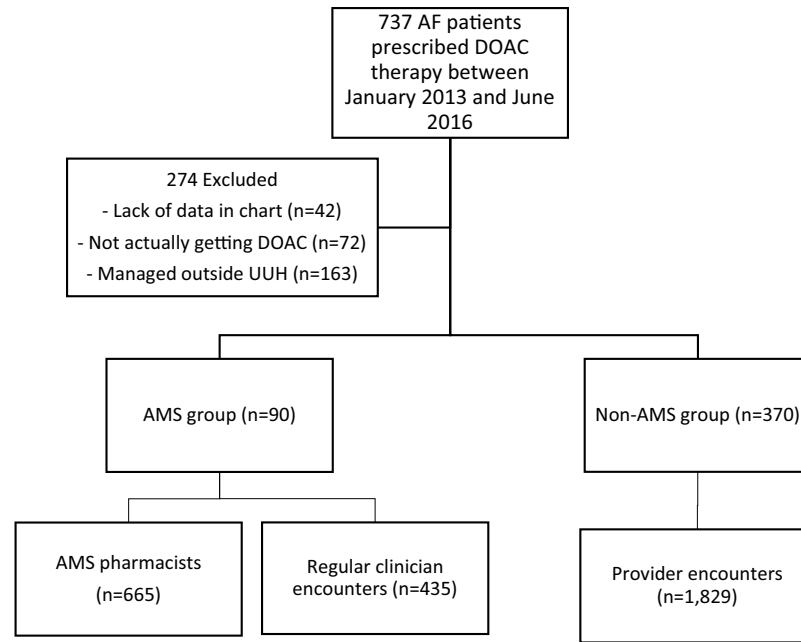 737 AF patients
prescribed DOAC
therapy between
January 2013 and June
2016
274 Excluded
- Lack of data in chart (n=42)
- Not actually getting DOAC (n=72)
- Managed outside UUH (n=163)
AMS group (n=90)
Non-AMS group (n=370)
AMS pharmacists
(n=665)
Regular clinician
encounters (n=435)
Provider encounters
(n=1,829)